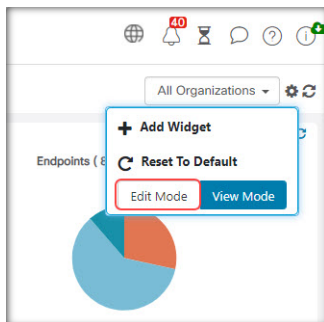 40
All Organizations
Add Widget
Endpoints ( 8
Reset To Default
Edit Mode View Mode